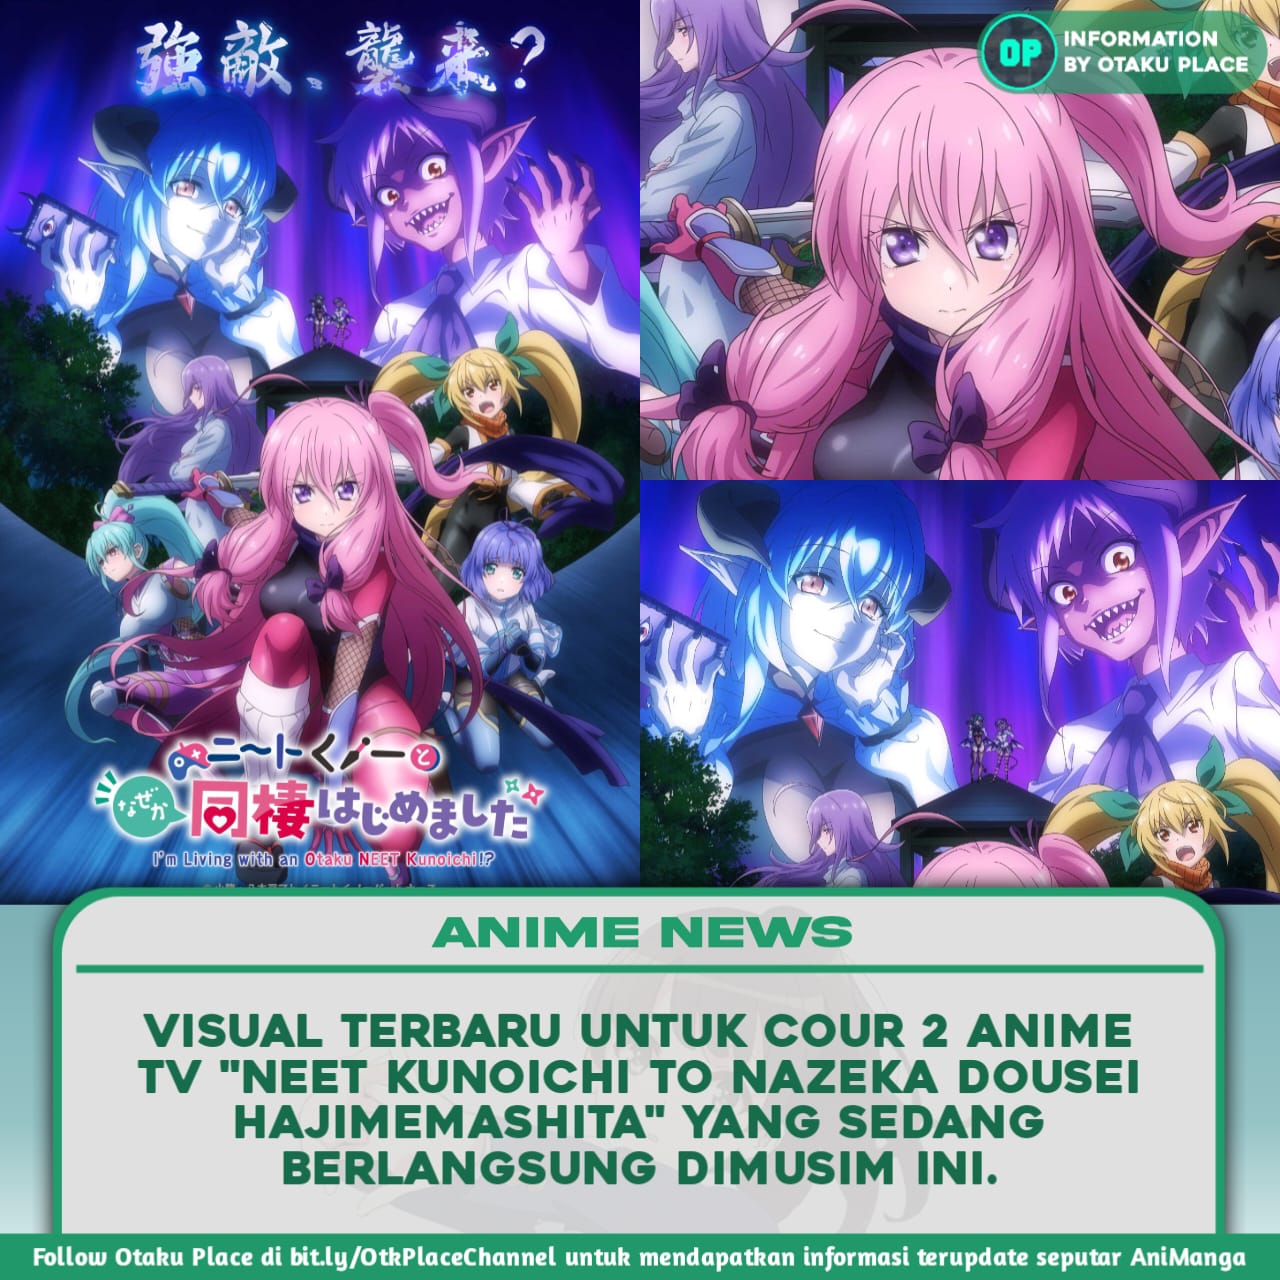 強敵、襲来?
OP
INFORMATION
BY OTAKU PLACE
ニートくノ一と
なぜか
同棲はじめました
I'm Living with an Otaku NEET Kunoichi!?
ANIME NEWS
VISUAL TERBARU UNTUK COUR 2 ANIME
TV "NEET KUNOICHI TO NAZEKA DOUSEI
HAJIMEMASHITA" YANG SEDANG
BERLANGSUNG DIMUSIM INI.
Follow Otaku Place di bit.ly/OtkPlaceChannel untuk mendapatkan informasi terupdate seputar AniManga